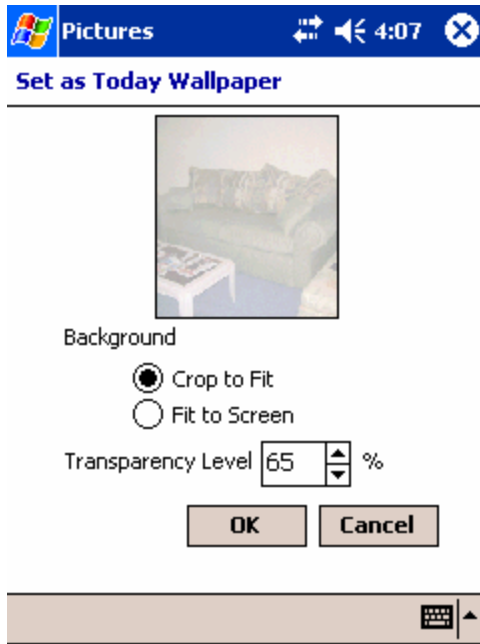 Pictures 4:07
Set as Today Wallpaper
Background
Crop to Fit
Fit to Screen
Transparency Level 65 %
OK Cancel